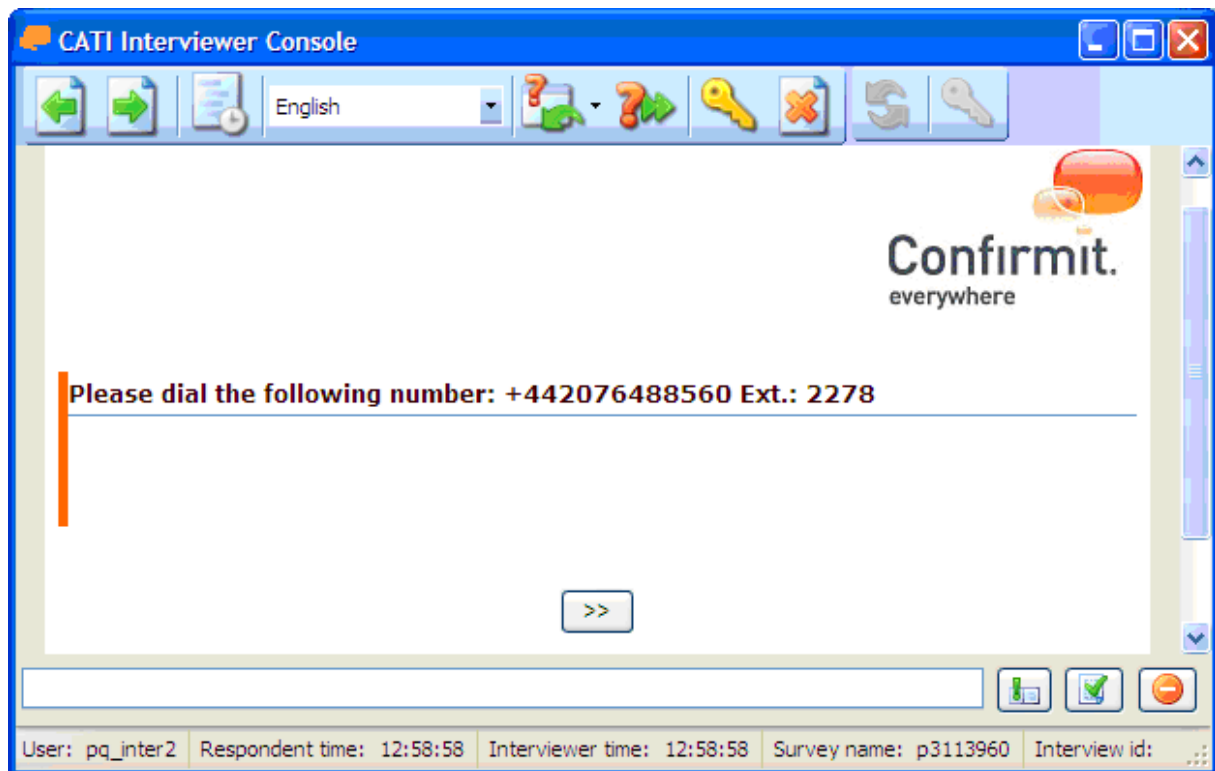 CATI Interviewer Console
English
Confirmit.
everywhere
Please dial the following number: +442076488560 Ext.: 2278
>>
User: pq_inter2 Respondent time: 12:58:58 Interviewer time: 12:58:58 Survey name: p3113960 Interview id: